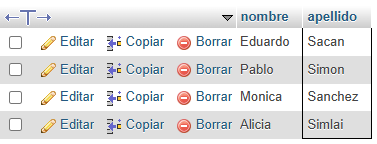 nombre apellido
Editar Copiar Borrar Eduardo Sacan
Editar Copiar Borrar Pablo Simon
Editar Copiar Borrar Monica Sanchez
Editar Copiar Borrar Alicia Simlai